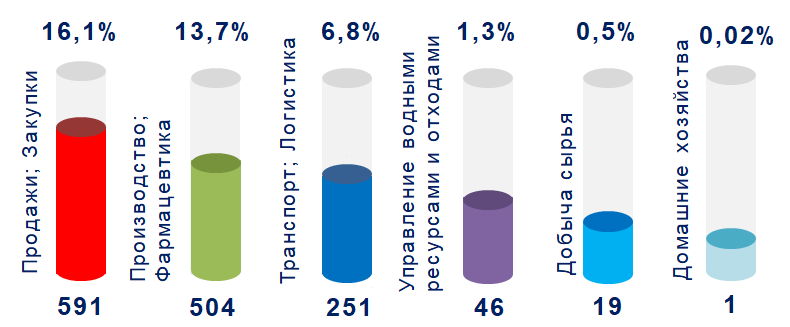 16,1%
13,7%
6,8%
1,3%
0,5%
0,02%
Продажи; Закупки
Производство;
Фармацевтика
Транспорт; Логистика
Управление водными
ресурсами и отходами
Добыча сырья
Домашние хозяйства
591
504
251
46
19
1